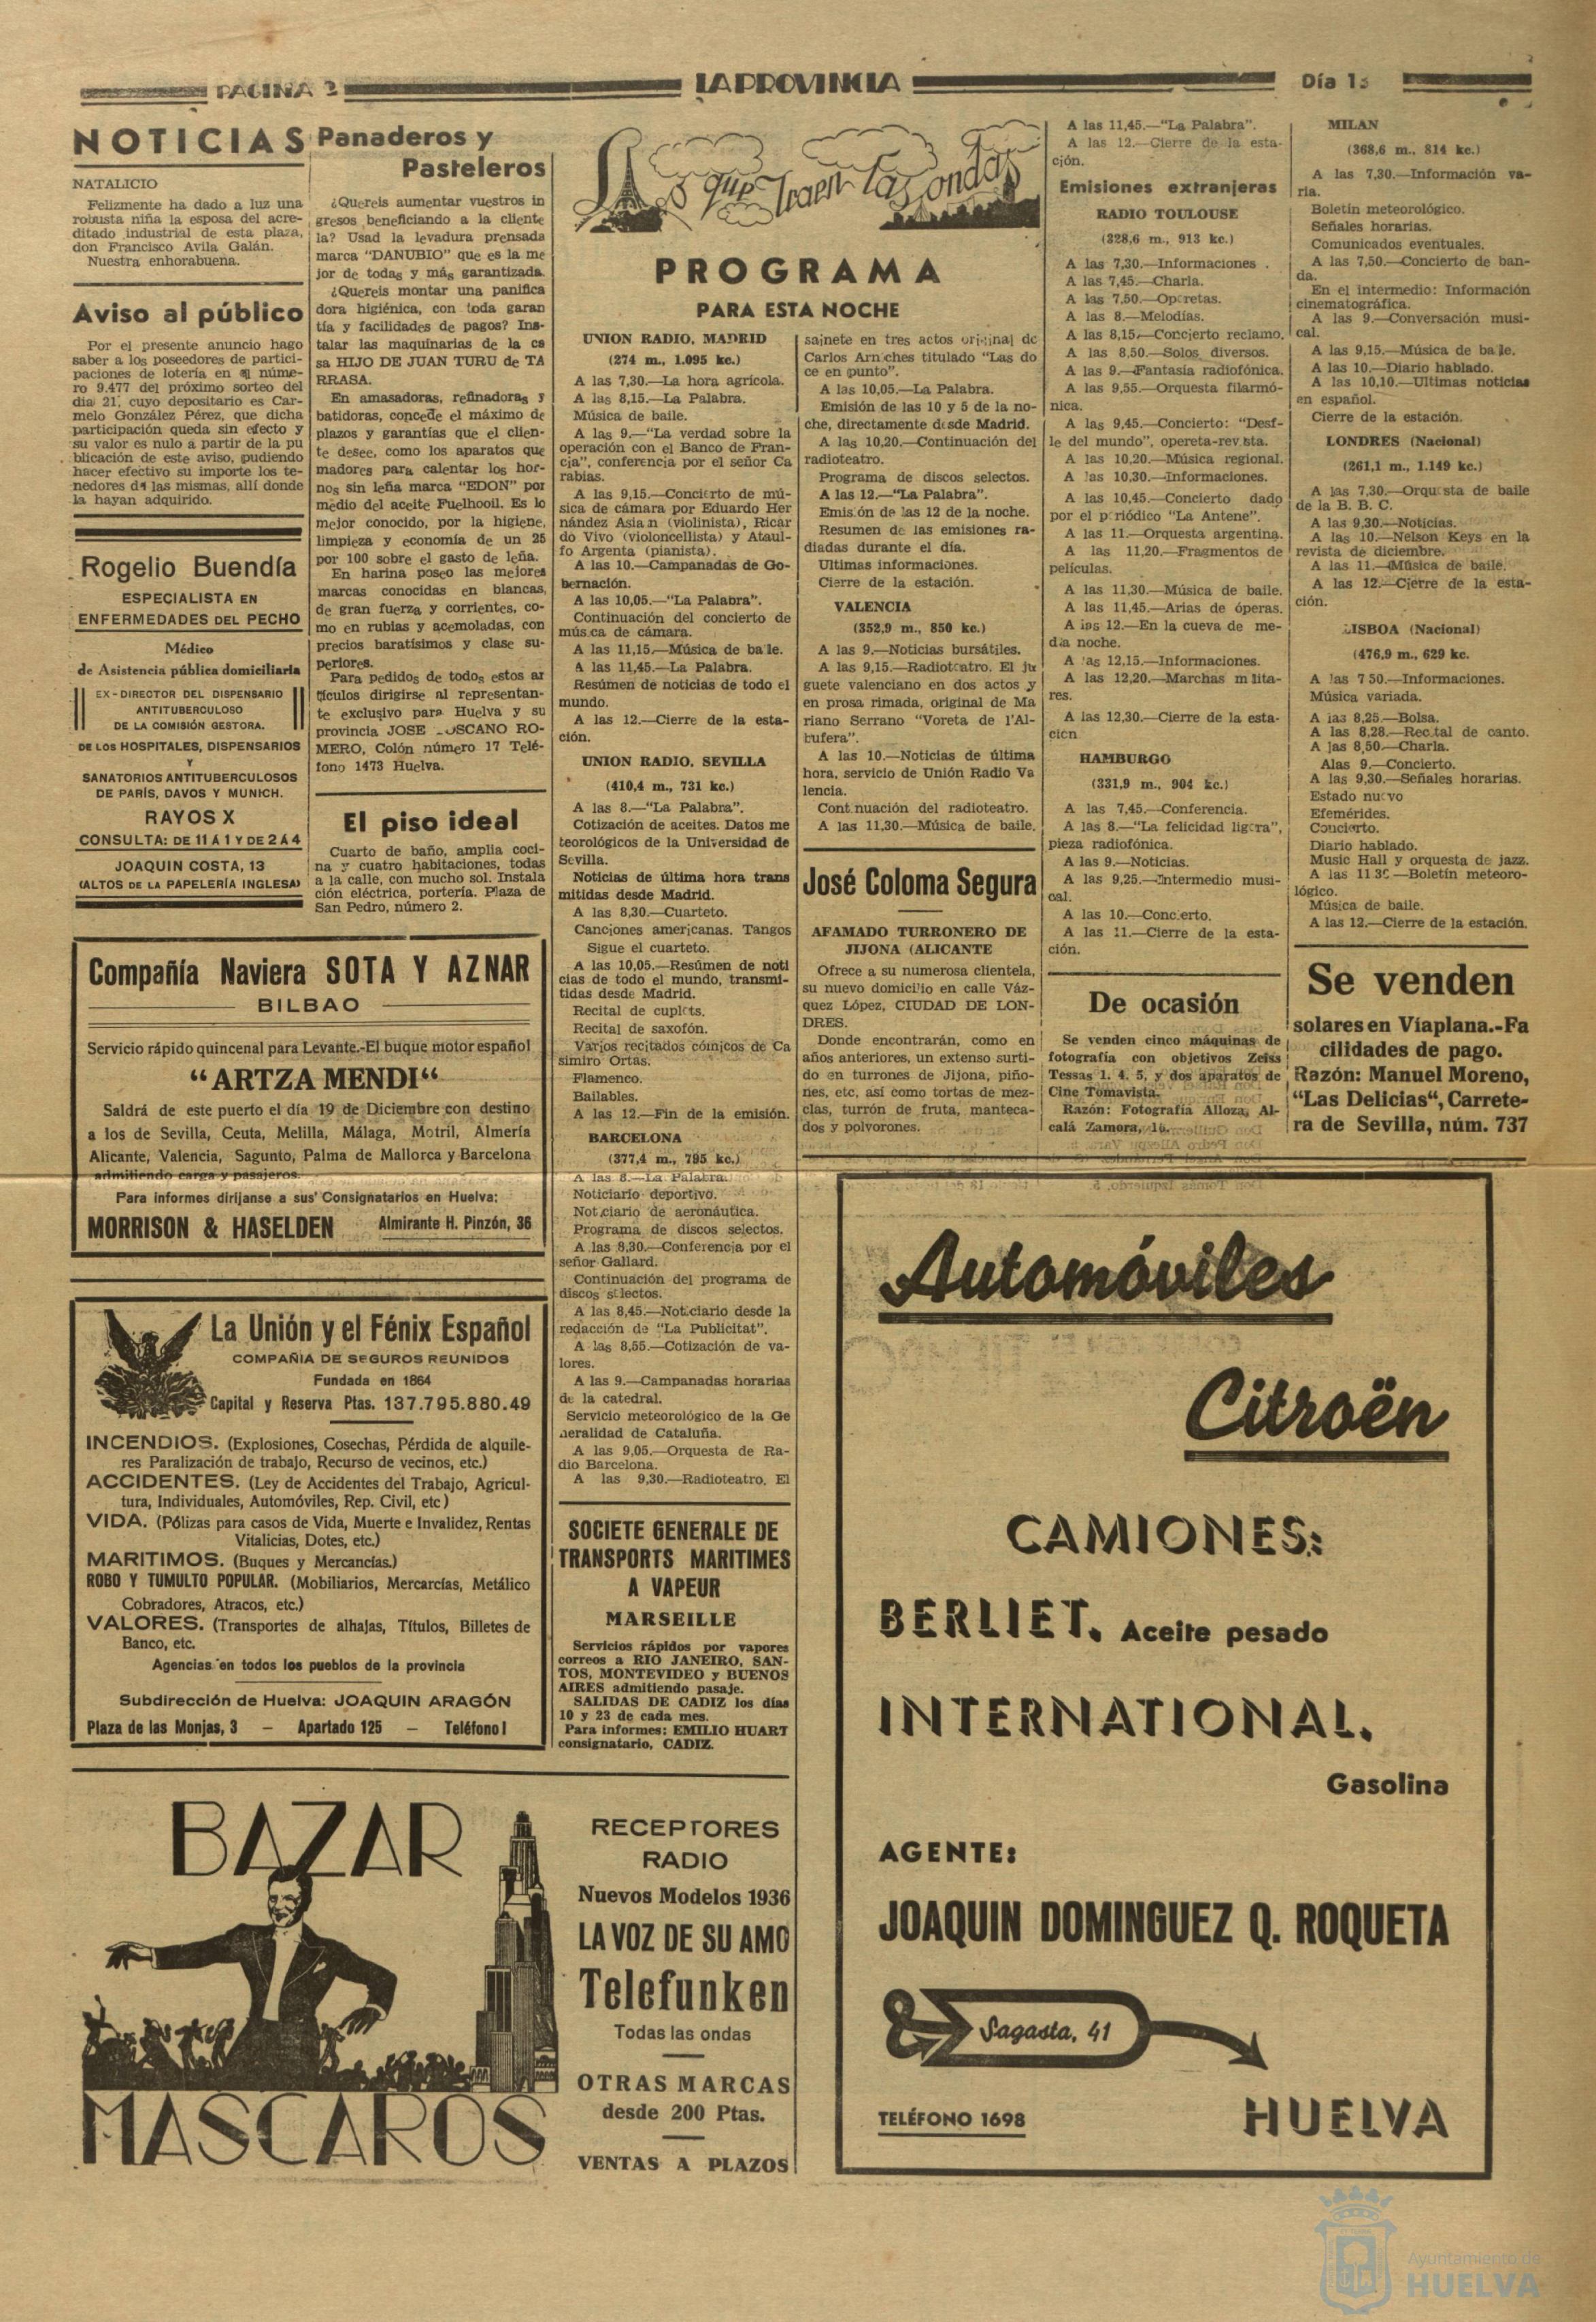 PAGINA 2
LA PROVINCIA
Día 13
NOTICIAS
NATALICIO
Felizmente ha dado a luz una
robusta niña la esposa del acre-
ditado industrial de esta plaza,
don Francisco Avila Galán.
Nuestra enhorabuena.
Aviso al público
Por el presente anuncio hago
saber a los poseedores de partici-
paciones de lotería en el núme-
ro 9.477 del próximo sorteo del
día 21, cuyo depositario es Car-
melo González Pérez, que dicha
participación queda sin efecto y
su valor es nulo a partir de la pu
blicación de este aviso, pudiendo
hacer efectivo su importe los te-
nedores de las mismas, allí donde
la hayan adquirido.
Rogelio Buendía
ESPECIALISTA EN
ENFERMEDADES DEL PECHO
Médico
de Asistencia pública domiciliaria
EX-DIRECTOR DEL DISPENSARIO
ANTITUBERCULOSO
DE LA COMISIÓN GESTORA.
DE LOS HOSPITALES, DISPENSARIOS
Y
SANATORIOS ANTITUBERCULOSOS
DE PARÍS, DAVOS Y MUNICH.
RAYOS X
CONSULTA: DE 11 Á 1 Y DE 2 Á 4
JOAQUIN COSTA, 13
(ALTOS DE LA PAPELERÍA INGLESA)
Panaderos y
Pasteleros
¿Quereis aumentar vuestros in
gresos beneficiando a la cliente
la? Usad la levadura prensada
marca "DANUBIO" que es la me
jor de todas y más garantizada.
¿Quereis montar una panifica
dora higiénica, con toda garan
tía y facilidades de pagos? Ins-
talar las maquinarias de la ca
sa HIJO DE JUAN TURU de TA
RRASA.
En amasadoras, refinadoras y
batidoras, concede el máximo de
plazos y garantías que el clien-
te desee, como los aparatos que
madores para calentar los hor-
nos sin leña marca "EDON" por
medio del aceite Fuelhooil. Es lo
mejor conocido, por la higiene,
limpieza y economía de un 25
por 100 sobre el gasto de leña.
En harina poseo las mejores
marcas conocidas en blancas,
de gran fuerza y corrientes, co-
mo en rubias y acemoladas, con
precios baratísimos y clase su-
periores.
Para pedidos de todos estos ar
tículos dirigirse al representan-
te exclusivo para Huelva y su
provincia JOSE OSCANO RO-
MERO, Colón número 17 Telé-
fono 1473 Huelva.
El piso ideal
Cuarto de baño, amplia coci-
na y cuatro habitaciones, todas
a la calle, con mucho sol. Instala
ción eléctrica, portería. Plaza de
San Pedro, número 2.
Compañía Naviera SOTA Y AZNAR
BILBAO
Servicio rápido quincenal para Levante.-El buque motor español
"ARTZA MENDI"
Saldrá de este puerto el día 19 de Diciembre con destino
a los de Sevilla, Ceuta, Melilla, Málaga, Motril, Almería
Alicante, Valencia, Sagunto, Palma de Mallorca y Barcelona
admitiendo carga y pasajeros.
Para informes diríjanse a sus Consignatarios en Huelva:
MORRISON & HASELDEN Almirante H. Pinzón, 36
La Unión y el Fénix Español
COMPAÑIA DE SEGUROS REUNIDOS
Fundada en 1864
Capital y Reserva Ptas. 137.795.880.49
INCENDIOS. (Explosiones, Cosechas, Pérdida de alquile-
res Paralización de trabajo, Recurso de vecinos, etc.)
ACCIDENTES. (Ley de Accidentes del Trabajo, Agricul-
tura, Individuales, Automóviles, Rep. Civil, etc)
VIDA. (Pólizas para casos de Vida, Muerte e Invalidez, Rentas
Vitalicias, Dotes, etc.)
MARITIMOS. (Buques y Mercancías.)
ROBO Y TUMULTO POPULAR. (Mobiliarios, Mercarcías, Metálico
Cobradores, Atracos, etc.)
VALORES. (Transportes de alhajas, Títulos, Billetes de
Banco, etc.
Agencias en todos los pueblos de la provincia
Subdirección de Huelva: JOAQUIN ARAGÓN
Plaza de las Monjas, 3 — Apartado 125 — Teléfono I
BAZAR
MASCAROS
RECEPTORES
RADIO
Nuevos Modelos 1936
LA VOZ DE SU AMO
Telefunken
Todas las ondas
OTRAS MARCAS
desde 200 Ptas.
VENTAS A PLAZOS
Los que traen las ondas
PROGRAMA
PARA ESTA NOCHE
UNION RADIO, MADRID
(274 m., 1.095 kc.)
A las 7,30.—La hora agrícola.
A las 8,15.—La Palabra.
Música de baile.
A las 9.—"La verdad sobre la
operación con el Banco de Fran-
cia", conferencia por el señor Ca
rabias.
A las 9,15.—Concierto de mú-
sica de cámara por Eduardo Her
nández Asian (violinista), Ricar
do Vivo (violoncellista) y Ataul-
fo Argenta (pianista).
A las 10.—Campanadas de Go-
bernación.
A las 10,05.—"La Palabra".
Continuación del concierto de
música de cámara.
A las 11,15.—Música de baile.
A las 11,45.—La Palabra.
Resúmen de noticias de todo el
mundo.
A las 12.—Cierre de la esta-
ción.
UNION RADIO, SEVILLA
(410,4 m., 731 kc.)
A las 8.—"La Palabra".
Cotización de aceites. Datos me
teorológicos de la Universidad de
Sevilla.
Noticias de última hora trans
mitidas desde Madrid.
A las 8,30.—Cuarteto.
Canciones americanas. Tangos
Sigue el cuarteto.
A las 10,05.—Resúmen de noti
cias de todo el mundo, transmi-
tidas desde Madrid.
Recital de cuplets.
Recital de saxofón.
Varios recitados cómicos de Ca
simiro Ortas.
Flamenco.
Bailables.
A las 12.—Fin de la emisión.
BARCELONA
(377,4 m., 795 kc.)
A las 8.—La Palabra.
Noticiario deportivo.
Noticiario de aeronáutica.
Programa de discos selectos.
A las 8,30.—Conferencia por el
señor Gallard.
Continuación del programa de
discos selectos.
A las 8,45.—Noticiario desde la
redacción de "La Publicitat".
A las 8,55.—Cotización de va-
lores.
A las 9.—Campanadas horarias
de la catedral.
Servicio meteorológico de la Ge
neralidad de Cataluña.
A las 9,05.—Orquesta de Ra-
dio Barcelona.
A las 9,30.—Radioteatro. El
SOCIETE GENERALE DE
TRANSPORTS MARITIMES
A VAPEUR
MARSEILLE
Servicios rápidos por vapores
correos a RIO JANEIRO, SAN-
TOS, MONTEVIDEO y BUENOS
AIRES admitiendo pasaje.
SALIDAS DE CADIZ los días
10 y 23 de cada mes.
Para informes: EMILIO HUART
consignatario, CADIZ.
sainete en tres actos original de
Carlos Arniches titulado "Las do
ce en punto".
A las 10,05.—La Palabra.
Emisión de las 10 y 5 de la no-
che, directamente desde Madrid.
A las 10,20.—Continuación del
radioteatro.
Programa de discos selectos.
A las 12.—"La Palabra".
Emisión de las 12 de la noche.
Resumen de las emisiones ra-
diadas durante el día.
Ultimas informaciones.
Cierre de la estación.
VALENCIA
(352,9 m., 850 kc.)
A las 9.—Noticias bursátiles.
A las 9,15.—Radioteatro. El ju
guete valenciano en dos actos y
en prosa rimada, original de Ma
riano Serrano "Voreta de l'Al-
bufera".
A las 10.—Noticias de última
hora, servicio de Unión Radio Va
lencia.
Continuación del radioteatro.
A las 11,30.—Música de baile.
José Coloma Segura
AFAMADO TURRONERO DE
JIJONA (ALICANTE
Ofrece a su numerosa clientela,
su nuevo domicilio en calle Váz-
quez López, CIUDAD DE LON-
DRES.
Donde encontrarán, como en
años anteriores, un extenso surti-
do en turrones de Jijona, piño-
nes, etc, así como tortas de mez-
clas, turrón de fruta, manteca-
dos y polvorones.
A las 11,45.—"La Palabra".
A las 12.—Cierre de la esta-
ción.
Emisiones extranjeras
RADIO TOULOUSE
(328,6 m., 913 kc.)
A las 7,30.—Informaciones.
A las 7,45.—Charla.
A las 7,50.—Operetas.
A las 8.—Melodías.
A las 8,15.—Concierto reclamo.
A las 8,50.—Solos diversos.
A las 9.—Fantasía radiofónica.
A las 9,55.—Orquesta filarmó-
nica.
A las 9,45.—Concierto: "Desf-
le del mundo", opereta-revista.
A las 10,20.—Música regional.
A las 10,30.—Informaciones.
A las 10,45.—Concierto dado
por el periódico "La Antene".
A las 11.—Orquesta argentina.
A las 11,20.—Fragmentos de
películas.
A las 11,30.—Música de baile.
A las 11,45.—Arias de óperas.
A las 12.—En la cueva de me-
dia noche.
A las 12,15.—Informaciones.
A las 12,20.—Marchas milita-
res.
A las 12,30.—Cierre de la esta-
ción
HAMBURGO
(331,9 m., 904 kc.)
A las 7,45.—Conferencia.
A las 8.—"La felicidad ligera",
pieza radiofónica.
A las 9.—Noticias.
A las 9,25.—Intermedio musi-
cal.
A las 10.—Concierto.
A las 11.—Cierre de la esta-
ción.
De ocasión
Se venden cinco máquinas de
fotografía con objetivos Zeiss
Tessas 1. 4. 5, y dos aparatos de
Cine Tomavista.
Razón: Fotografía Alloza, Al-
calá Zamora, 16.
MILAN
(368,6 m., 814 kc.)
A las 7,30.—Información va-
ria.
Boletín meteorológico.
Señales horarias.
Comunicados eventuales.
A las 7,50.—Concierto de ban-
da.
En el intermedio: Información
cinematográfica.
A las 9.—Conversación musi-
cal.
A las 9,15.—Música de baile.
A las 10.—Diario hablado.
A las 10,10.—Ultimas noticias
en español.
Cierre de la estación.
LONDRES (Nacional)
(261,1 m., 1.149 kc.)
A las 7,30.—Orquesta de baile
de la B. B. C.
A las 9,30.—Noticias.
A las 10.—Nelson Keys en la
revista de diciembre.
A las 11.—Música de baile.
A las 12.—Cierre de la esta-
ción.
LISBOA (Nacional)
(476,9 m., 629 kc.
A las 7 50.—Informaciones.
Música variada.
A las 8,25.—Bolsa.
A las 8,28.—Recital de canto.
A las 8,50.—Charla.
Alas 9.—Concierto.
A las 9,30.—Señales horarias.
Estado nuevo
Efemérides.
Concierto.
Diario hablado.
Music Hall y orquesta de jazz.
A las 11 30.—Boletín meteoro-
lógico.
Música de baile.
A las 12.—Cierre de la estación.
Se venden
solares en Viaplana.-Fa
cilidades de pago.
Razón: Manuel Moreno,
"Las Delicias", Carrete-
ra de Sevilla, núm. 737
Automóviles
Citroën
CAMIONES:
BERLIET. Aceite pesado
INTERNATIONAL.
Gasolina
AGENTE:
JOAQUIN DOMINGUEZ Q. ROQUETA
Sagasta, 41
TELÉFONO 1698
HUELVA
Ayuntamiento de
HUELVA